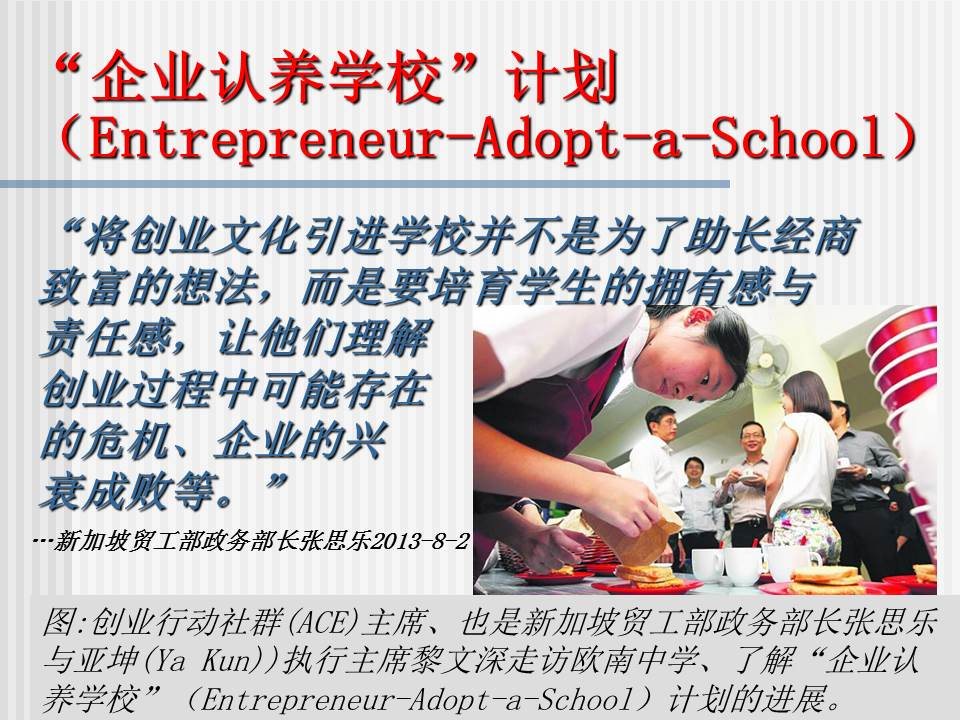 “企业认养学校”计划
（Entrepreneur-Adopt-a-School）
“将创业文化引进学校并不是为了助长经商
致富的想法，而是要培育学生的拥有感与
责任感，让他们理解
创业过程中可能存在
的危机、企业的兴
衰成败等。”
…新加坡贸工部政务部长张思乐2013-8-2
图:创业行动社群(ACE)主席、也是新加坡贸工部政务部长张思乐
与亚坤(Ya Kun))执行主席黎文深走访欧南中学、了解“企业认
养学校”（Entrepreneur-Adopt-a-School）计划的进展。